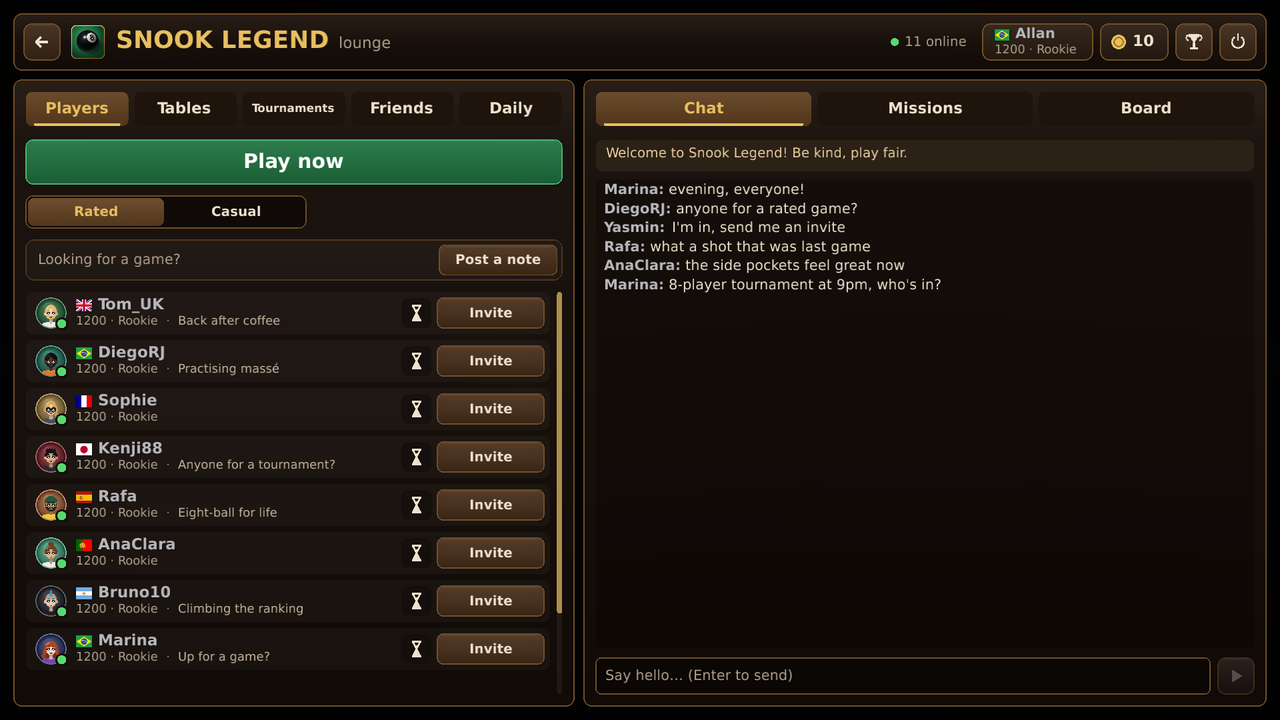 SNOOK LEGEND lounge
11 online
Allan
1200 · Rookie
10
Players
Tables
Tournaments
Friends
Daily
Play now
Rated
Casual
Looking for a game?
Post a note
Tom_UK
1200 · Rookie · Back after coffee
Invite
DiegoRJ
1200 · Rookie · Practising massé
Invite
Sophie
1200 · Rookie
Invite
Kenji88
1200 · Rookie · Anyone for a tournament?
Invite
Rafa
1200 · Rookie · Eight-ball for life
Invite
AnaClara
1200 · Rookie
Invite
Bruno10
1200 · Rookie · Climbing the ranking
Invite
Marina
1200 · Rookie · Up for a game?
Invite
Chat
Missions
Board
Welcome to Snook Legend! Be kind, play fair.
Marina: evening, everyone!
DiegoRJ: anyone for a rated game?
Yasmin: I'm in, send me an invite
Rafa: what a shot that was last game
AnaClara: the side pockets feel great now
Marina: 8-player tournament at 9pm, who's in?
Say hello... (Enter to send)